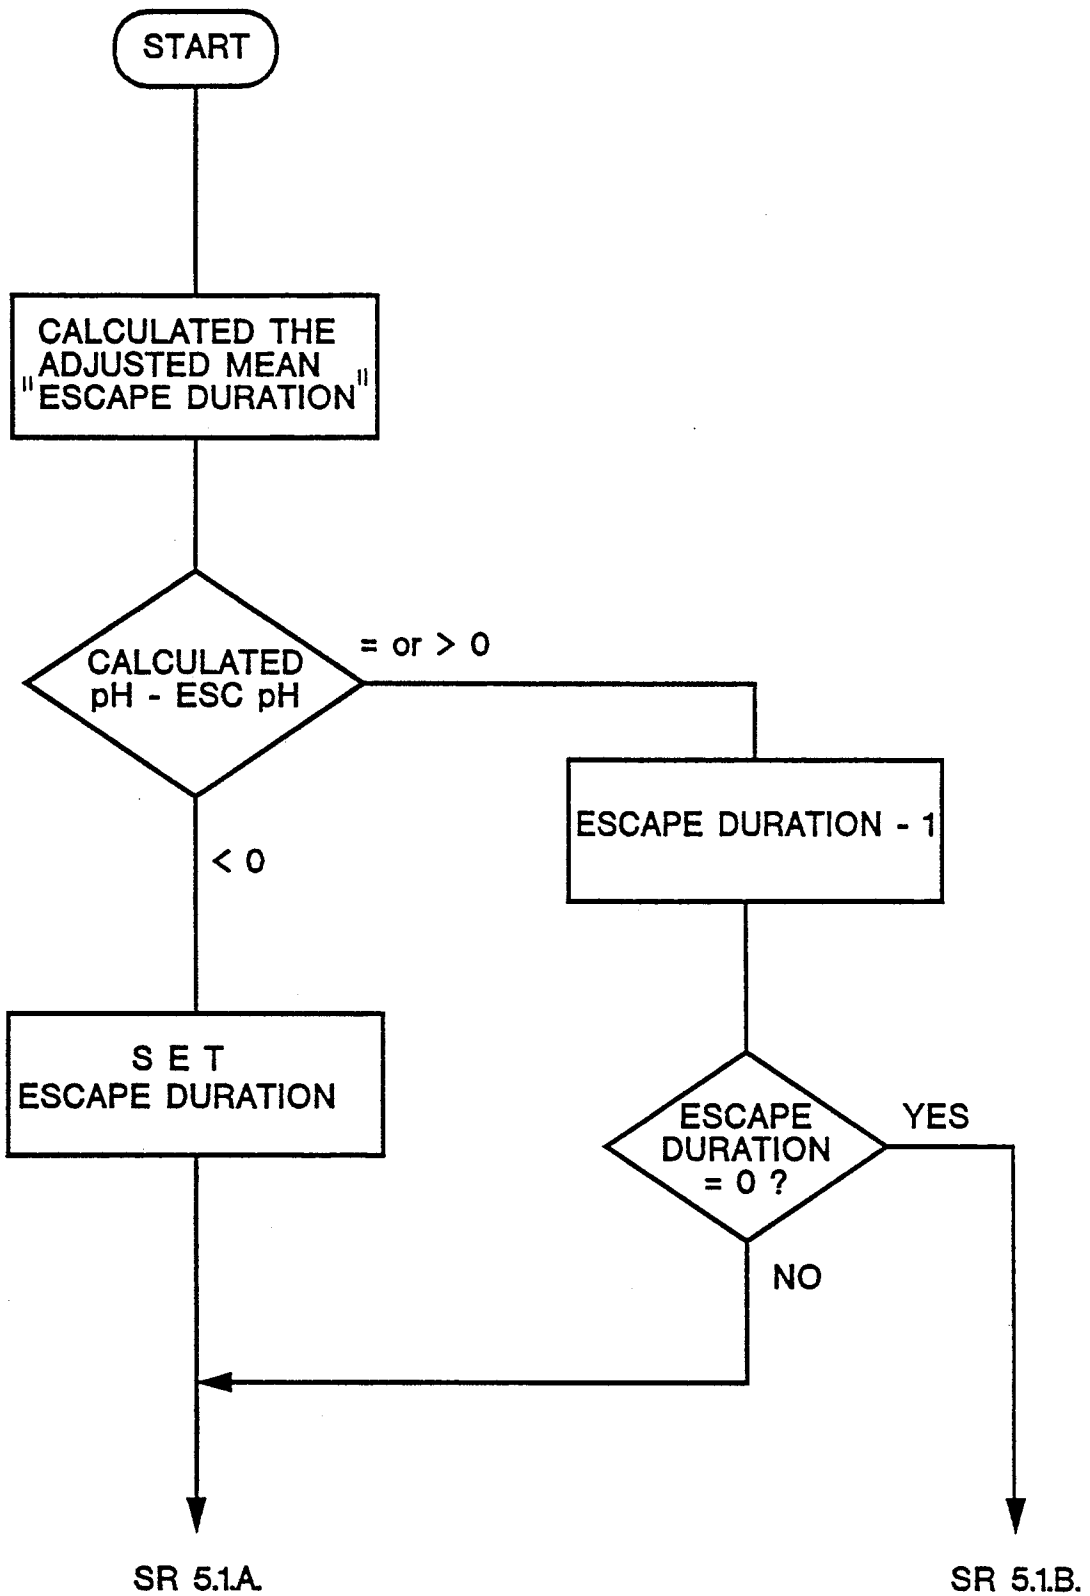 START
CALCULATED THE
ADJUSTED MEAN
"ESCAPE DURATION"
CALCULATED
pH - ESC pH
= or > 0
ESCAPE DURATION - 1
< 0
S E T
ESCAPE DURATION
ESCAPE
DURATION
= 0 ?
YES
NO
SR 5.1.A.
SR 5.1.B.